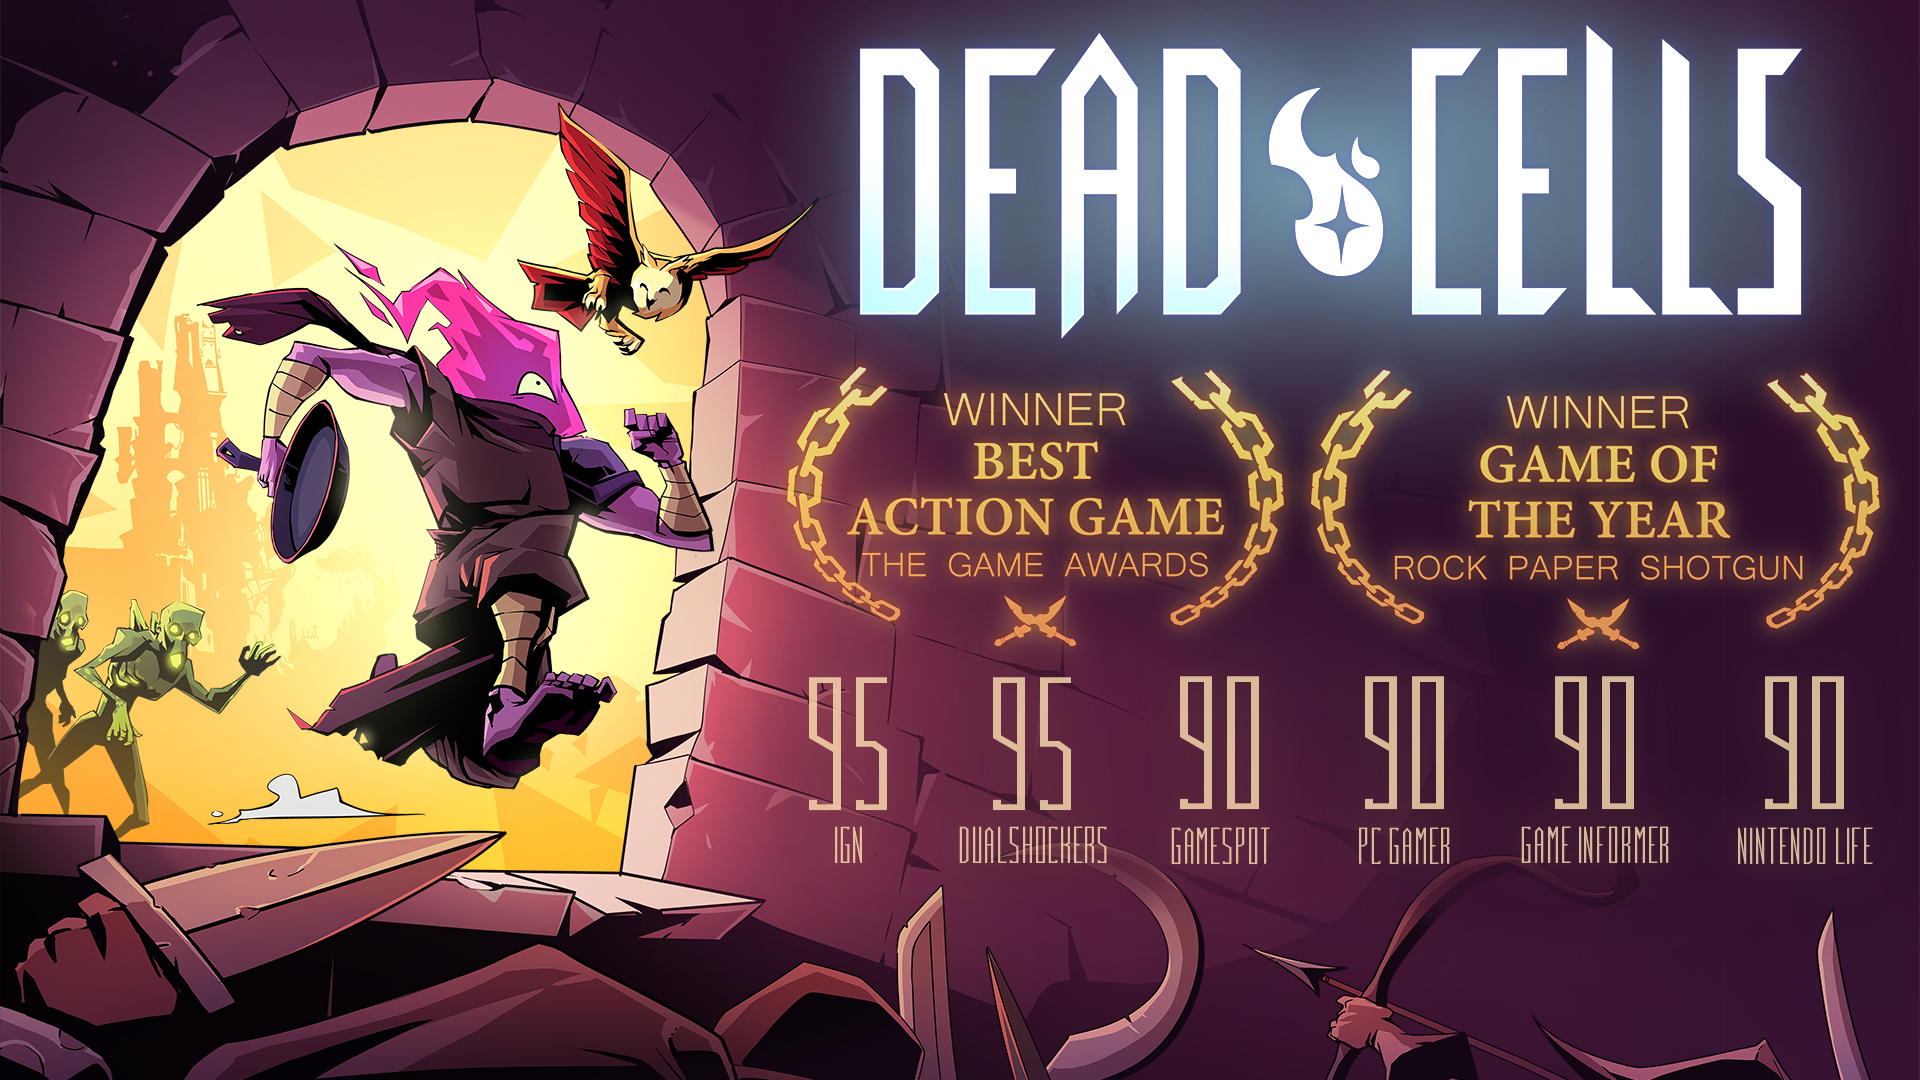 DEAD CELLS
WINNER
BEST
ACTION GAME
THE GAME AWARDS
WINNER
GAME OF
THE YEAR
ROCK PAPER SHOTGUN
95
IGN
95
DUALSHOCKERS
90
GAMESPOT
90
PC GAMER
90
GAME INFORMER
90
NINTENDO LIFE